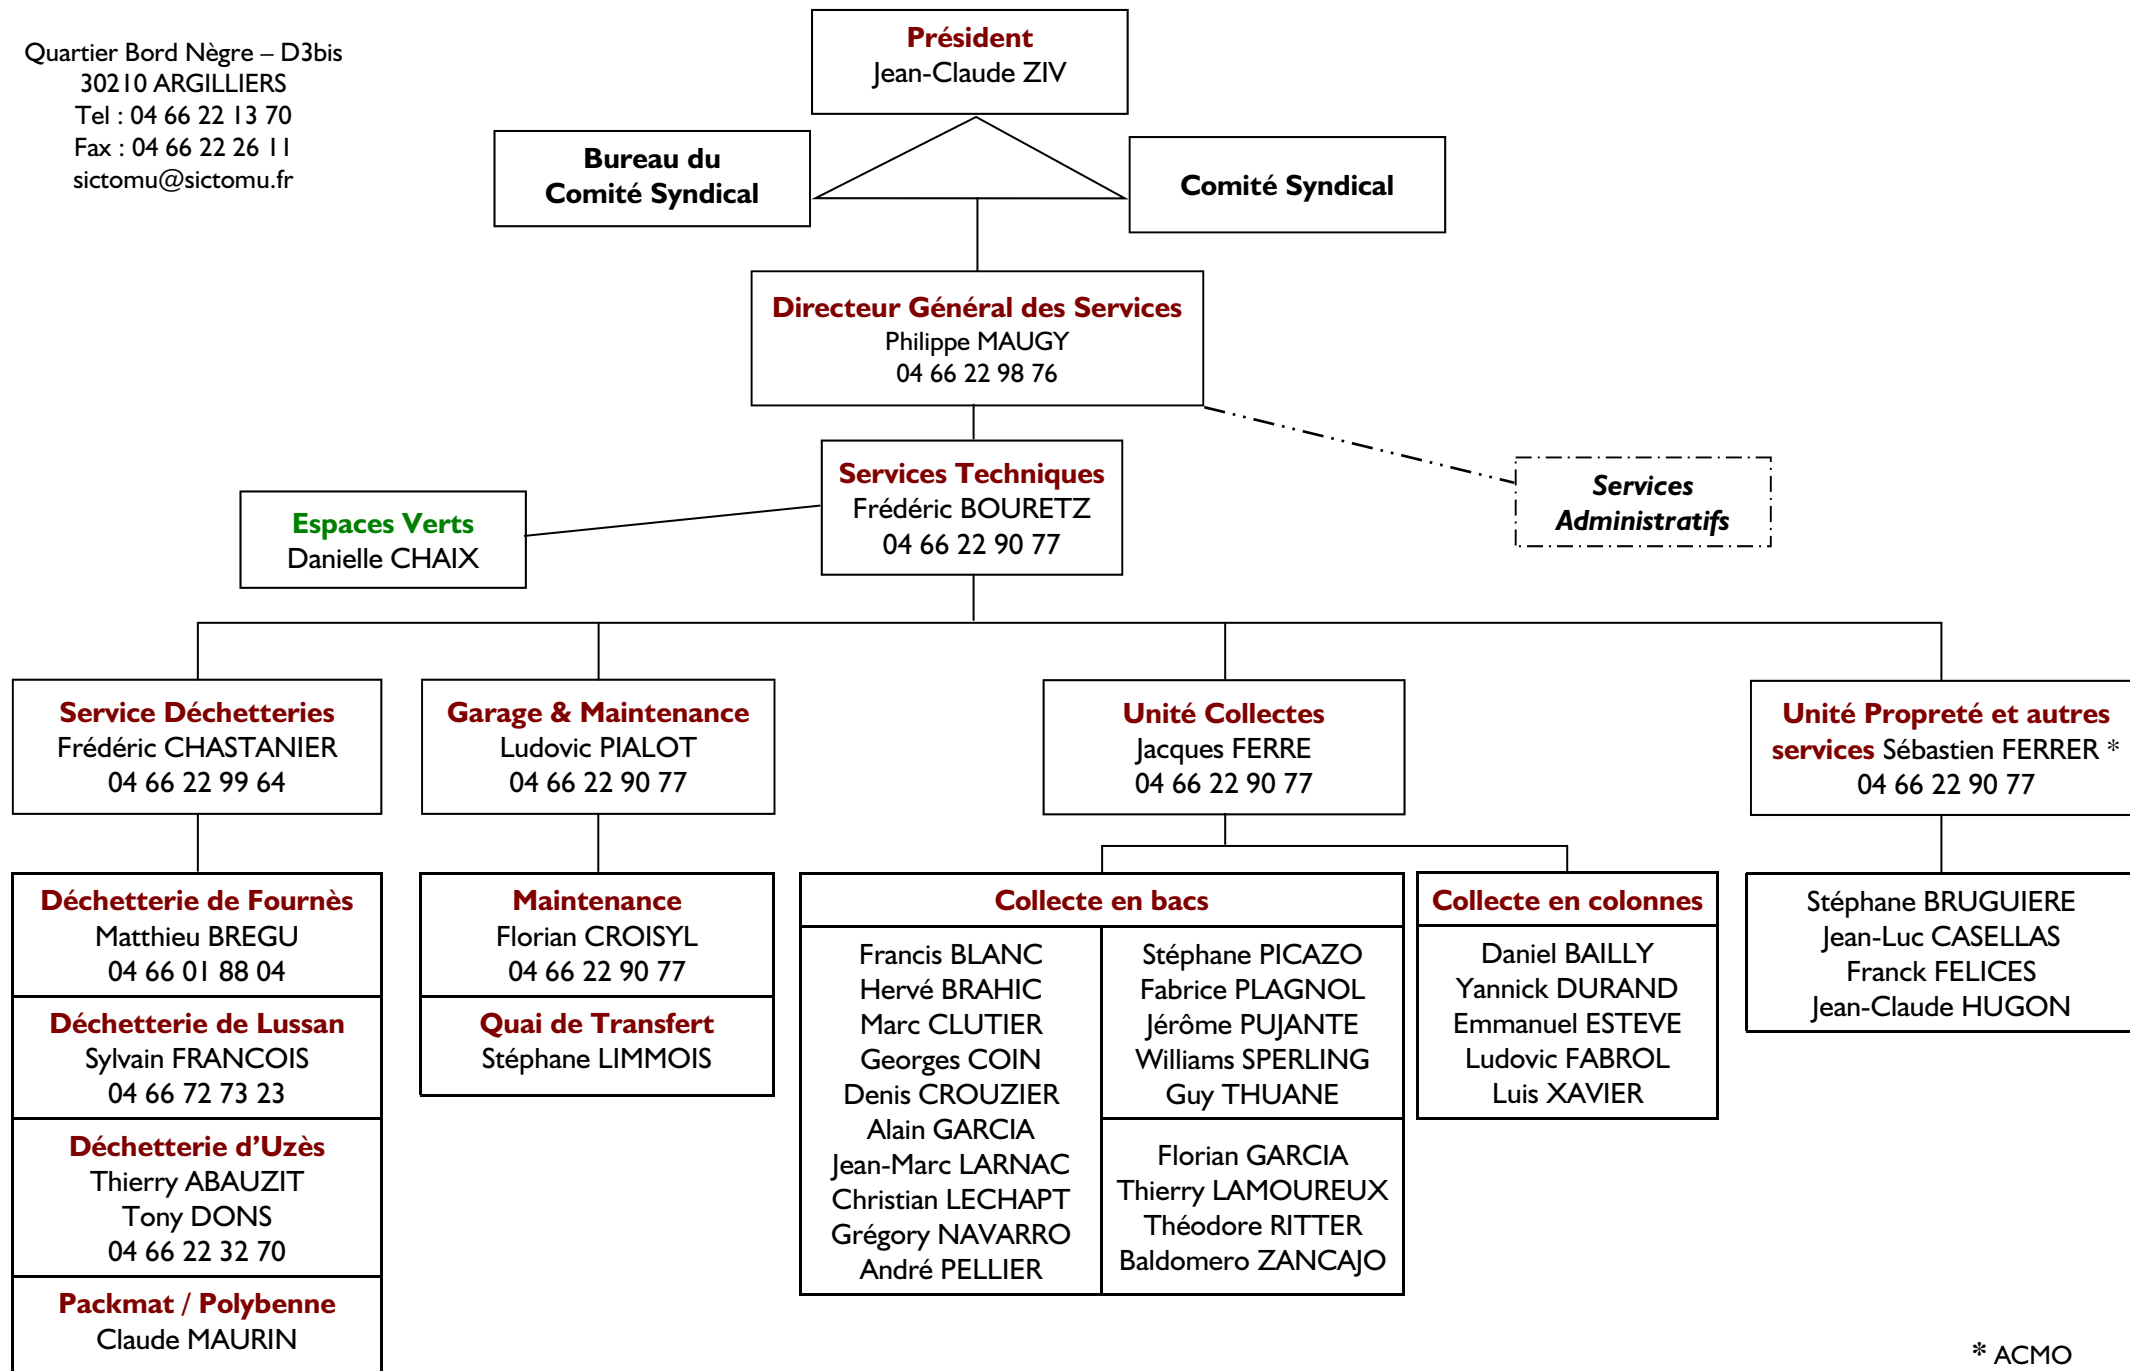 Quartier Bord Nègre – D3bis
30210 ARGILLIERS
Tel : 04 66 22 13 70
Fax : 04 66 22 26 11
sictomu@sictomu.fr
Président
Jean-Claude ZIV
Bureau du
Comité Syndical
Comité Syndical
Directeur Général des Services
Philippe MAUGY
04 66 22 98 76
Services Techniques
Frédéric BOURETZ
04 66 22 90 77
Services
Administratifs
Espaces Verts
Danielle CHAIX
Service Déchetteries
Frédéric CHASTANIER
04 66 22 99 64
Garage & Maintenance
Ludovic PIALOT
04 66 22 90 77
Unité Collectes
Jacques FERRE
04 66 22 90 77
Unité Propreté et autres
services Sébastien FERRER *
04 66 22 90 77
Déchetterie de Fournès
Matthieu BREGU
04 66 01 88 04
Déchetterie de Lussan
Sylvain FRANCOIS
04 66 72 73 23
Déchetterie d’Uzès
Thierry ABAUZIT
Tony DONS
04 66 22 32 70
Packmat / Polybenne
Claude MAURIN
Maintenance
Florian CROISYL
04 66 22 90 77
Quai de Transfert
Stéphane LIMMOIS
Collecte en bacs
Francis BLANC
Hervé BRAHIC
Marc CLUTIER
Georges COIN
Denis CROUZIER
Alain GARCIA
Jean-Marc LARNAC
Christian LECHAPT
Grégory NAVARRO
André PELLIER
Stéphane PICAZO
Fabrice PLAGNOL
Jérôme PUJANTE
Williams SPERLING
Guy THUANE
Florian GARCIA
Thierry LAMOUREUX
Théodore RITTER
Baldomero ZANCAJO
Collecte en colonnes
Daniel BAILLY
Yannick DURAND
Emmanuel ESTEVE
Ludovic FABROL
Luis XAVIER
Stéphane BRUGUIERE
Jean-Luc CASELLAS
Franck FELICES
Jean-Claude HUGON
* ACMO